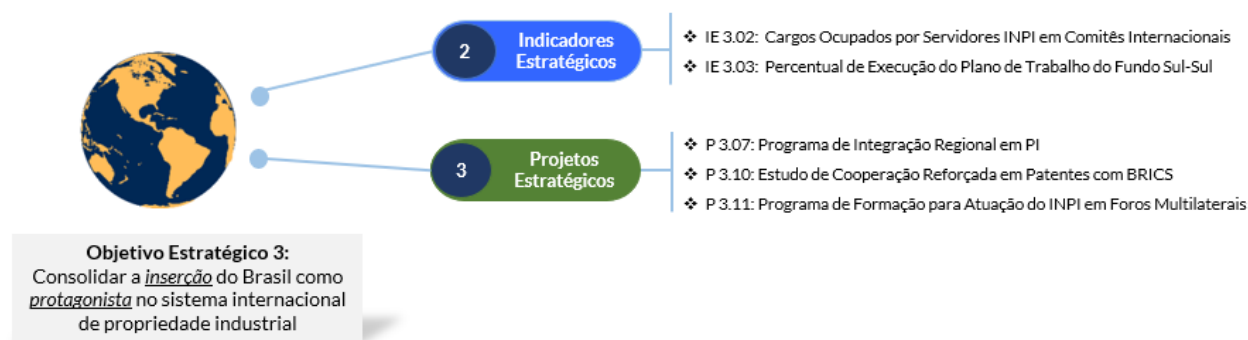 2
Indicadores
Estratégicos
❖ IE 3.02: Cargos Ocupados por Servidores INPI em Comitês Internacionais
❖ IE 3.03: Percentual de Execução do Plano de Trabalho do Fundo Sul-Sul
3
Projetos
Estratégicos
❖ P 3.07: Programa de Integração Regional em PI
❖ P 3.10: Estudo de Cooperação Reforçada em Patentes com BRICS
❖ P 3.11: Programa de Formação para Atuação do INPI em Foros Multilaterais
Objetivo Estratégico 3:
Consolidar a inserção do Brasil como
protagonista no sistema internacional
de propriedade industrial